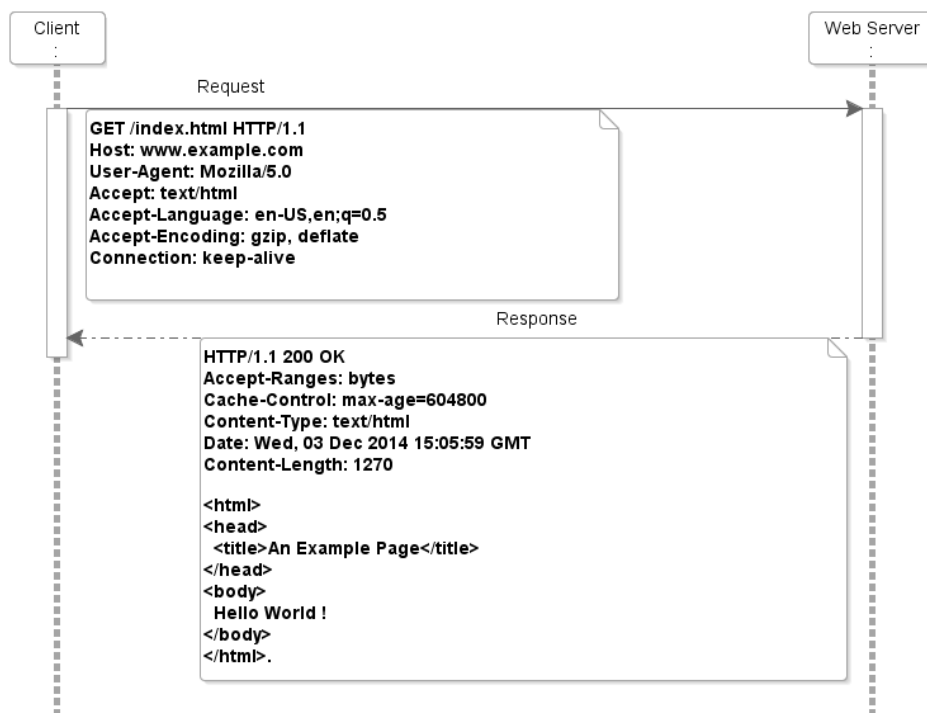 Client
:
Web Server
:
Request
GET /index.html HTTP/1.1
Host: www.example.com
User-Agent: Mozilla/5.0
Accept: text/html
Accept-Language: en-US,en;q=0.5
Accept-Encoding: gzip, deflate
Connection: keep-alive
Response
HTTP/1.1 200 OK
Accept-Ranges: bytes
Cache-Control: max-age=604800
Content-Type: text/html
Date: Wed, 03 Dec 2014 15:05:59 GMT
Content-Length: 1270

<html>
<head>
  <title>An Example Page</title>
</head>
<body>
  Hello World !
</body>
</html>.